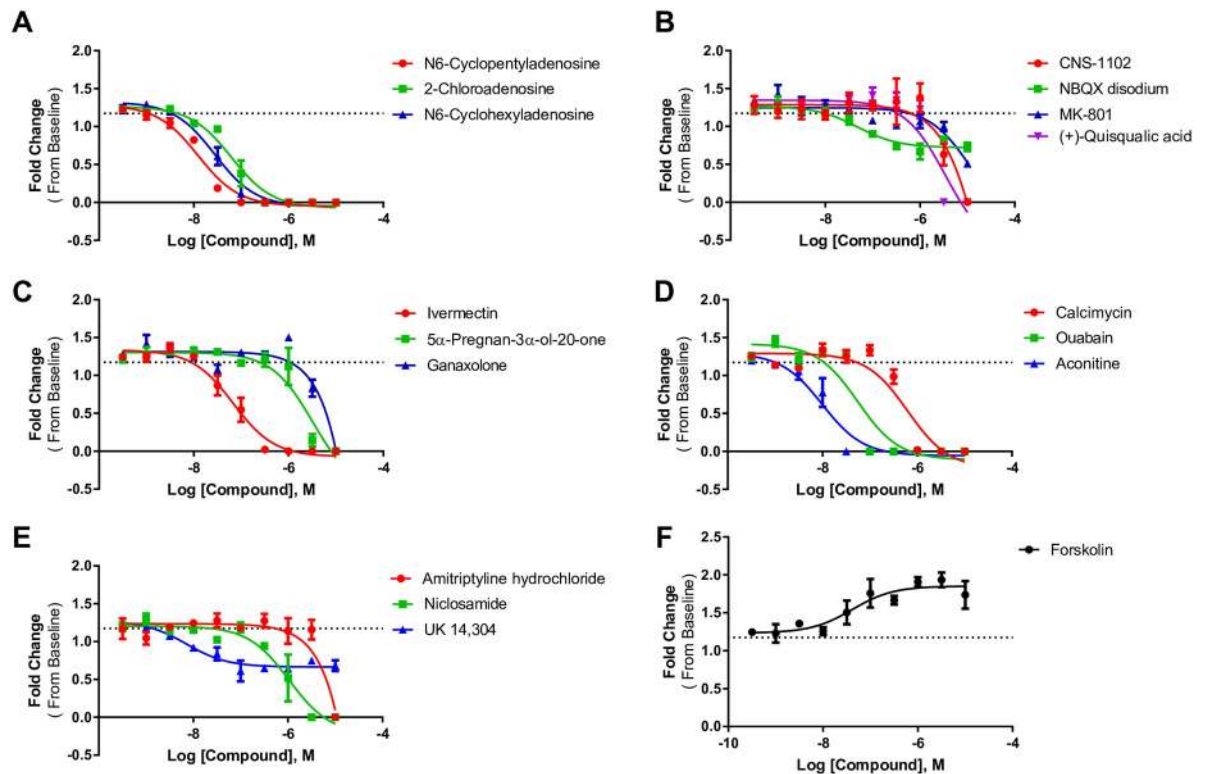 A
2.0
1.5
1.0
0.5
0.0
-0.5
Fold Change
( From Baseline)
-8
-6
-4
Log [Compound], M
N6-Cyclopentyladenosine
2-Chloroadenosine
N6-Cyclohexyladenosine
B
2.0
1.5
1.0
0.5
0.0
-0.5
Fold Change
( From Baseline)
-8
-6
-4
Log [Compound], M
CNS-1102
NBQX disodium
MK-801
(+)-Quisqualic acid
C
2.0
1.5
1.0
0.5
0.0
-0.5
Fold Change
( From Baseline)
-8
-6
-4
Log [Compound], M
Ivermectin
5α-Pregnan-3α-ol-20-one
Ganaxolone
D
2.0
1.5
1.0
0.5
0.0
-0.5
Fold Change
( From Baseline)
-8
-6
-4
Log [Compound], M
Calcimycin
Ouabain
Aconitine
E
2.0
1.5
1.0
0.5
0.0
-0.5
Fold Change
( From Baseline)
-8
-6
-4
Log [Compound], M
Amitriptyline hydrochloride
Niclosamide
UK 14,304
F
2.5
2.0
1.5
1.0
0.5
0.0
Fold Change
( From Baseline)
-10
-8
-6
-4
Log [Compound], M
Forskolin